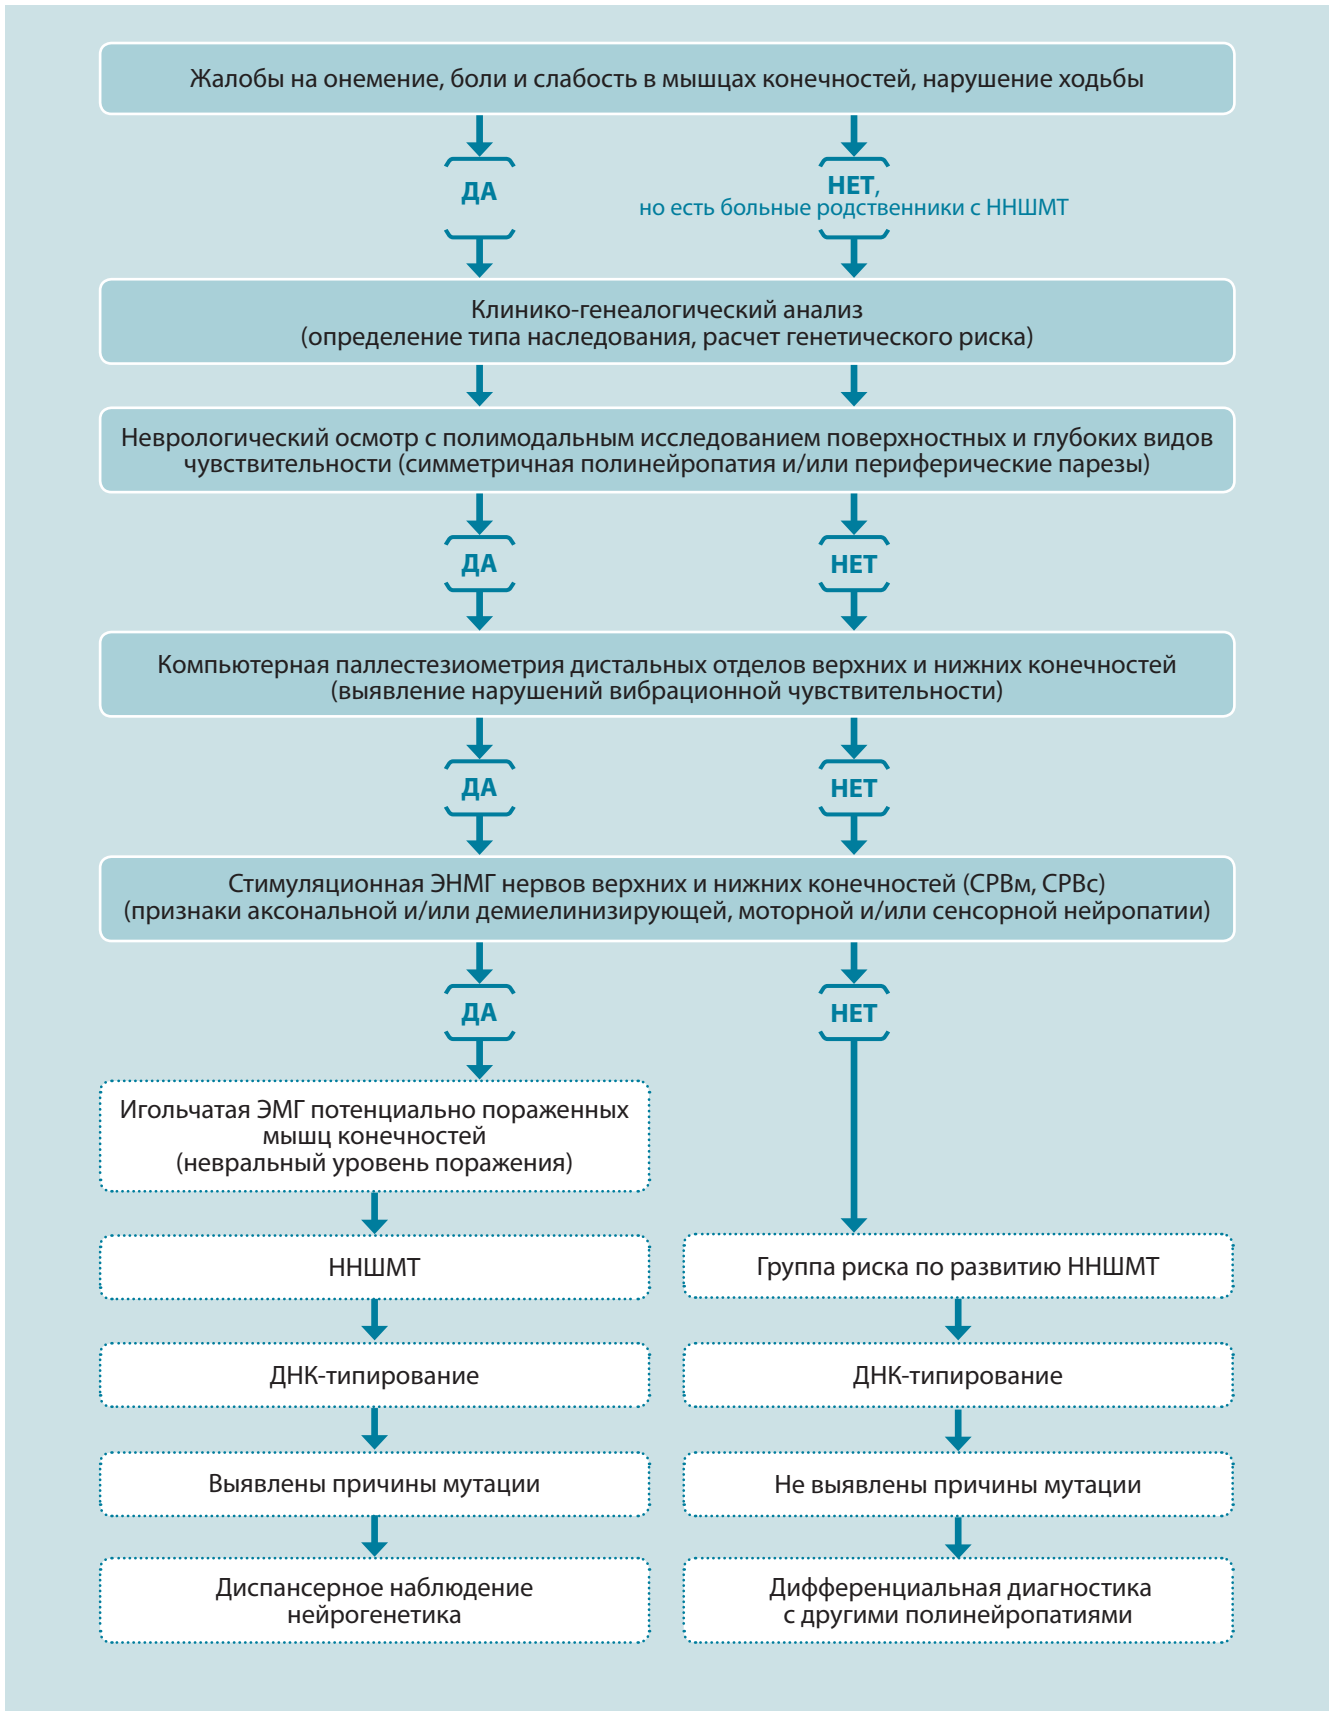 Жалобы на онемение, боли и слабость в мышцах конечностей, нарушение ходьбы
ДА
НЕТ,
но есть больные родственники с ННШМТ
Клинико-генеалогический анализ
(определение типа наследования, расчет генетического риска)
Неврологический осмотр с полимодальным исследованием поверхностных и глубоких видов
чувствительности (симметричная полинейропатия и/или периферические парезы)
ДА
НЕТ
Компьютерная паллестезиометрия дистальных отделов верхних и нижних конечностей
(выявление нарушений вибрационной чувствительности)
ДА
НЕТ
Стимуляционная ЭНМГ нервов верхних и нижних конечностей (СРВм, СРВс)
(признаки аксональной и/или демиелинизирующей, моторной и/или сенсорной нейропатии)
ДА
НЕТ
Игольчатая ЭМГ потенциально пораженных
мышц конечностей
(невральный уровень поражения)
ННШМТ
Группа риска по развитию ННШМТ
ДНК-типирование
ДНК-типирование
Выявлены причины мутации
Не выявлены причины мутации
Диспансерное наблюдение
нейрогенетика
Дифференциальная диагностика
с другими полинейропатиями